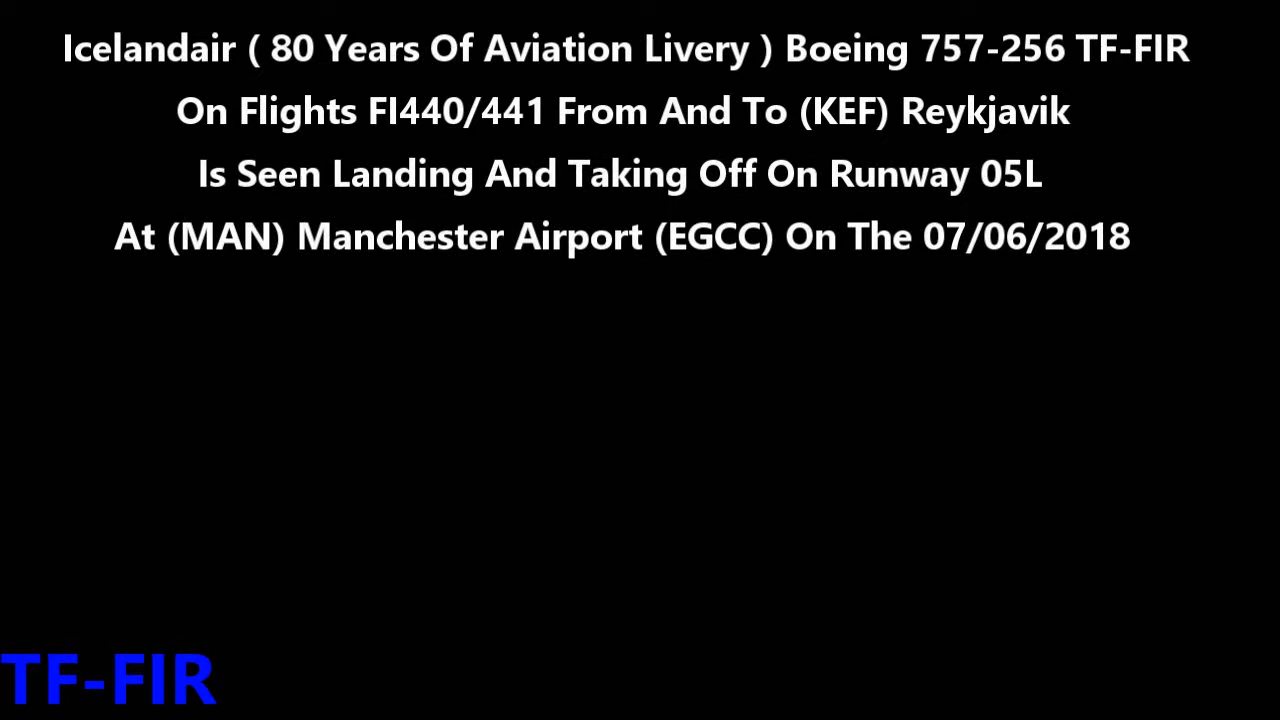 Icelandair ( 80 Years Of Aviation Livery ) Boeing 757-256 TF-FIR
On Flights FI440/441 From And To (KEF) Reykjavik
Is Seen Landing And Taking Off On Runway 05L
At (MAN) Manchester Airport (EGCC) On The 07/06/2018
TF-FIR